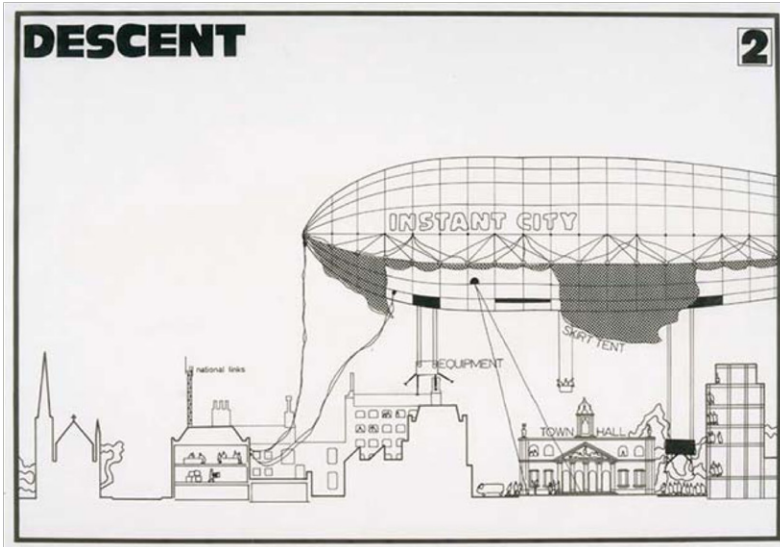 DESCENT
2
INSTANT CITY
SKIRT TENT
national links
EQUIPMENT
TOWN HALL